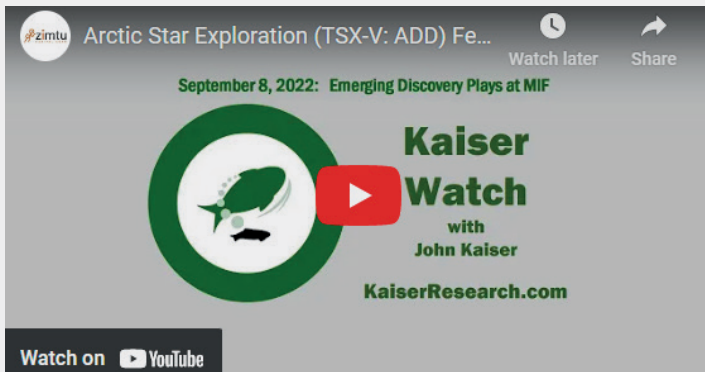 zimtu
Arctic Star Exploration (TSX-V: ADD) Fe...
Watch later
Share
September 8, 2022: Emerging Discovery Plays at MIF
Kaiser
Watch
with
John Kaiser
KaiserResearch.com
Watch on YouTube